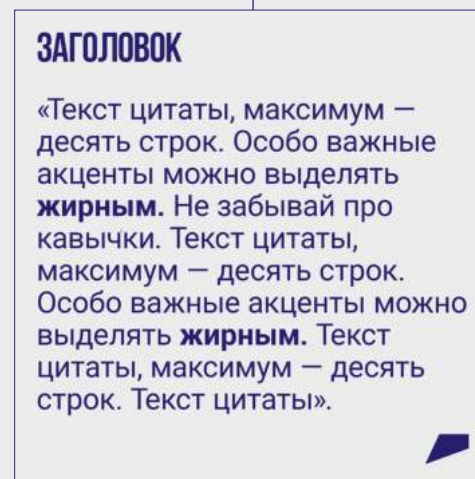 ЗАГОЛОВОК
«Текст цитаты, максимум —
десять строк. Особо важные
акценты можно выделять
жирным. Не забывай про
кавычки. Текст цитаты,
максимум — десять строк.
Особо важные акценты можно
выделять жирным. Текст
цитаты, максимум — десять
строк. Текст цитаты».